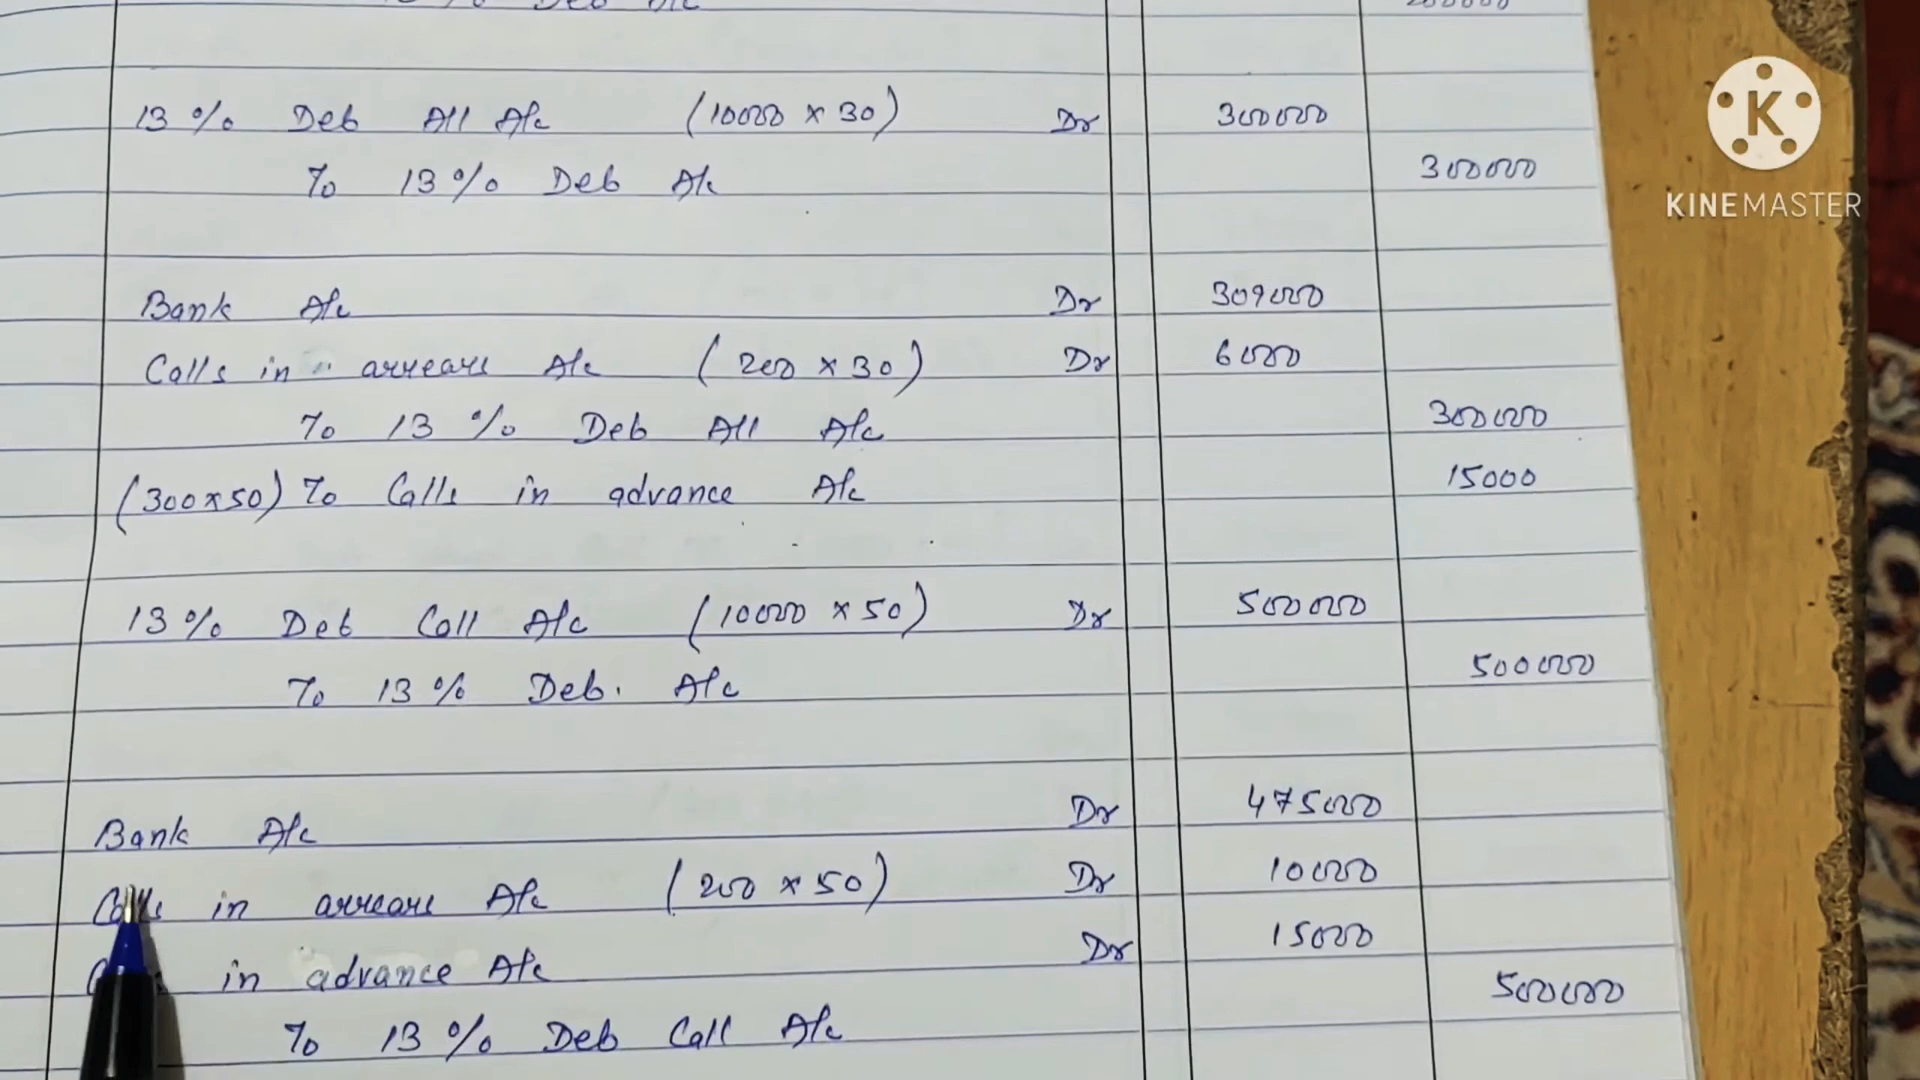 13% Deb All A/c (10000 x 30) Dr 300000
To 13% Deb A/c 300000
Bank A/c Dr 309000
Calls in arrears A/c (200 x 30) Dr 6000
To 13% Deb All A/c 300000
(300x50) To Calls in advance A/c 15000
13% Deb Call A/c (10000 x 50) Dr 500000
To 13% Deb. A/c 500000
Bank A/c Dr 475000
Calls in arrears A/c (200 x 50) Dr 10000
in advance A/c Dr 15000
To 13% Deb Call A/c 500000
K
KINEMASTER